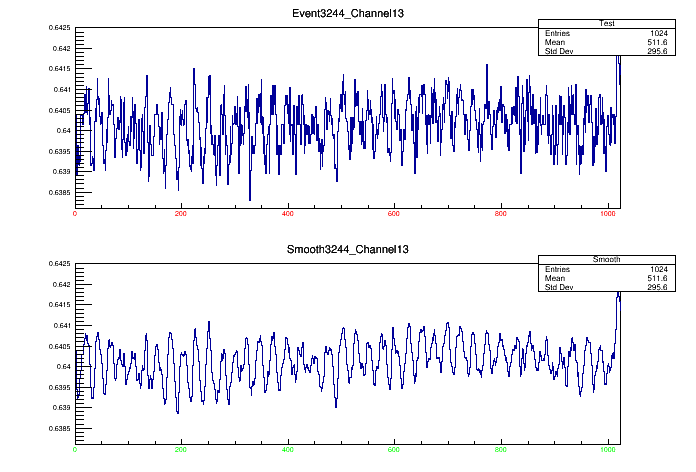 Event3244_Channel13
Test
Entries 1024
Mean 511.6
Std Dev 295.6
0.6425
0.642
0.6415
0.641
0.6405
0.64
0.6395
0.639
0.6385
0 200 400 600 800 1000
Smooth3244_Channel13
Smooth
Entries 1024
Mean 511.6
Std Dev 295.6
0.6425
0.642
0.6415
0.641
0.6405
0.64
0.6395
0.639
0.6385
0 200 400 600 800 1000